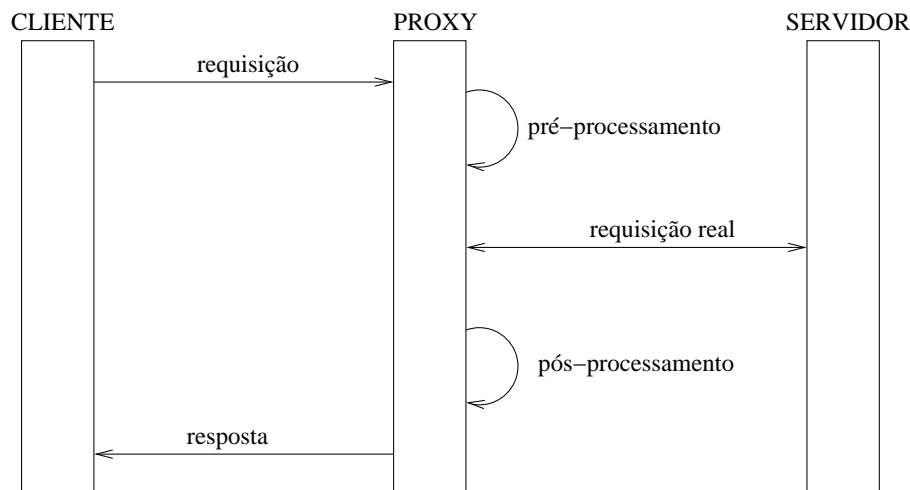 CLIENTE
PROXY
SERVIDOR
requisição
pré−processamento
requisição real
pós−processamento
resposta